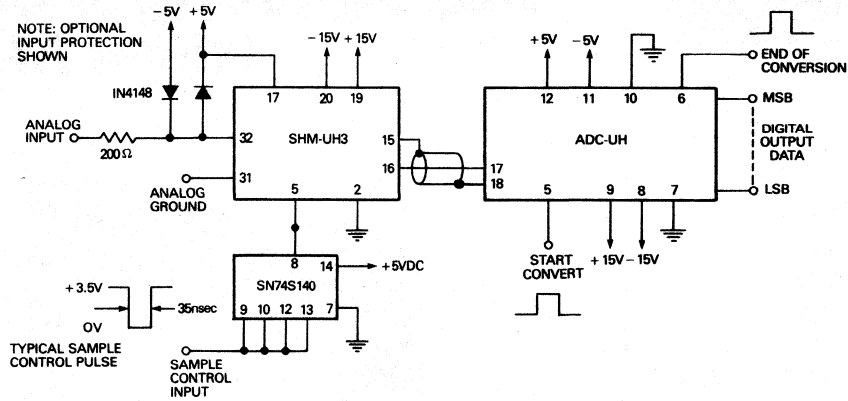 NOTE: OPTIONAL
INPUT PROTECTION
SHOWN
-5V +5V
-15V +15V
+5V -5V
END OF
CONVERSION
IN4148
17 20 19
12 11 10 6
MSB
ANALOG
INPUT
200Ω
32 SHM-UH3 15
ADC-UH
DIGITAL
OUTPUT
DATA
16 17
18
31
ANALOG
GROUND
5 2
5 9 8 7
LSB
START
CONVERT
+15V -15V
8 14 +5VDC
SN74S140
+3.5V
35nsec
0V
9 10 12 13 7
TYPICAL SAMPLE
CONTROL PULSE
SAMPLE
CONTROL
INPUT